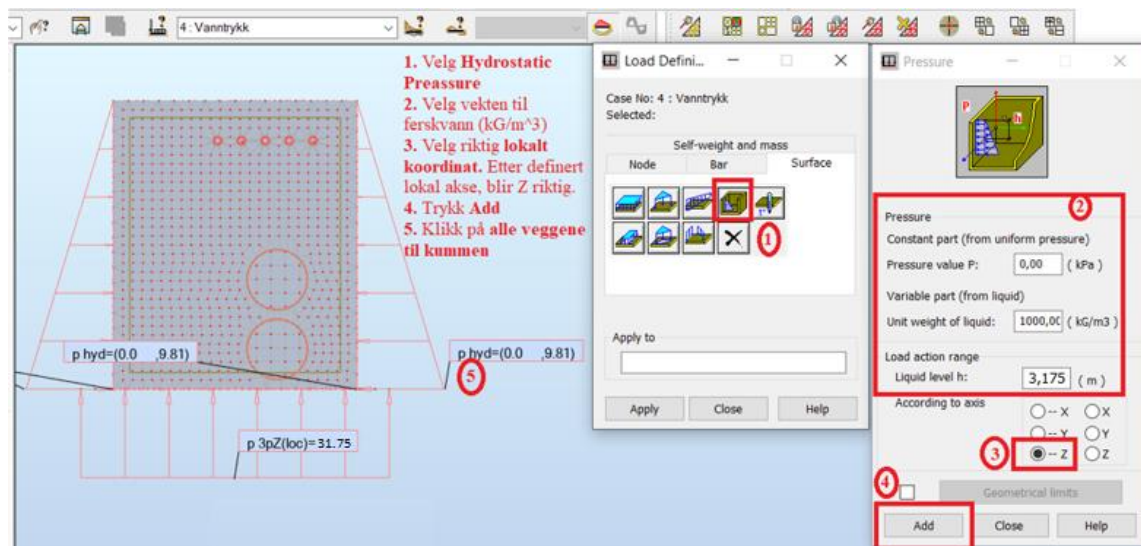 4 : Vanntrykk
1. Velg Hydrostatic
Preassure
2. Velg vekten til
ferskvann (kG/m^3)
3. Velg riktig lokalt
koordinat. Etter definert
lokal akse, blir Z riktig.
4. Trykk Add
5. Klikk på alle veggene
til kummen
p hyd=(0.0 ,9.81)
p hyd=(0.0 ,9.81)
5
p 3pZ(loc)=31.75
Load Defini...
Case No: 4 : Vanntrykk
Selected:
Self-weight and mass
Node Bar Surface
1
Apply to
Apply Close Help
Pressure
P
h
2
Pressure
Constant part (from uniform pressure)
Pressure value P: 0,00 ( kPa )
Variable part (from liquid)
Unit weight of liquid: 1000,00 ( kG/m3 )
Load action range
Liquid level h: 3,175 ( m )
According to axis
-- X X
-- Y Y
3 -- Z Z
4
Geometrical limits
Add Close Help